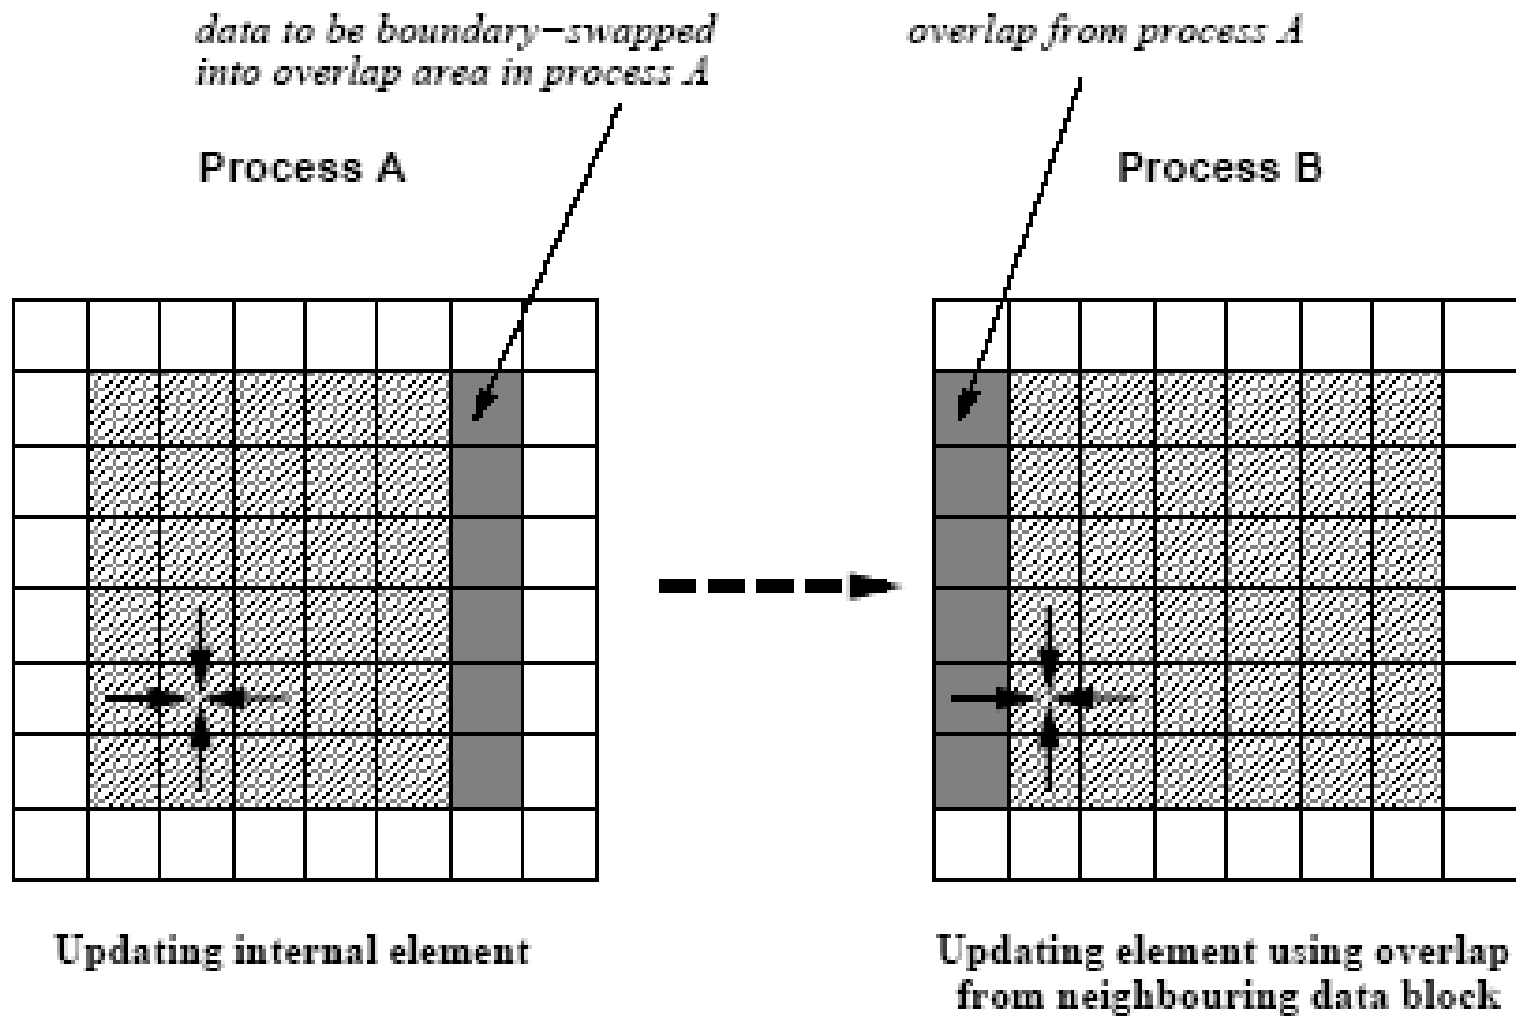 data to be boundary–swapped
into overlap area in process A
overlap from process A
Process A
Process B
Updating internal element
Updating element using overlap
from neighbouring data block